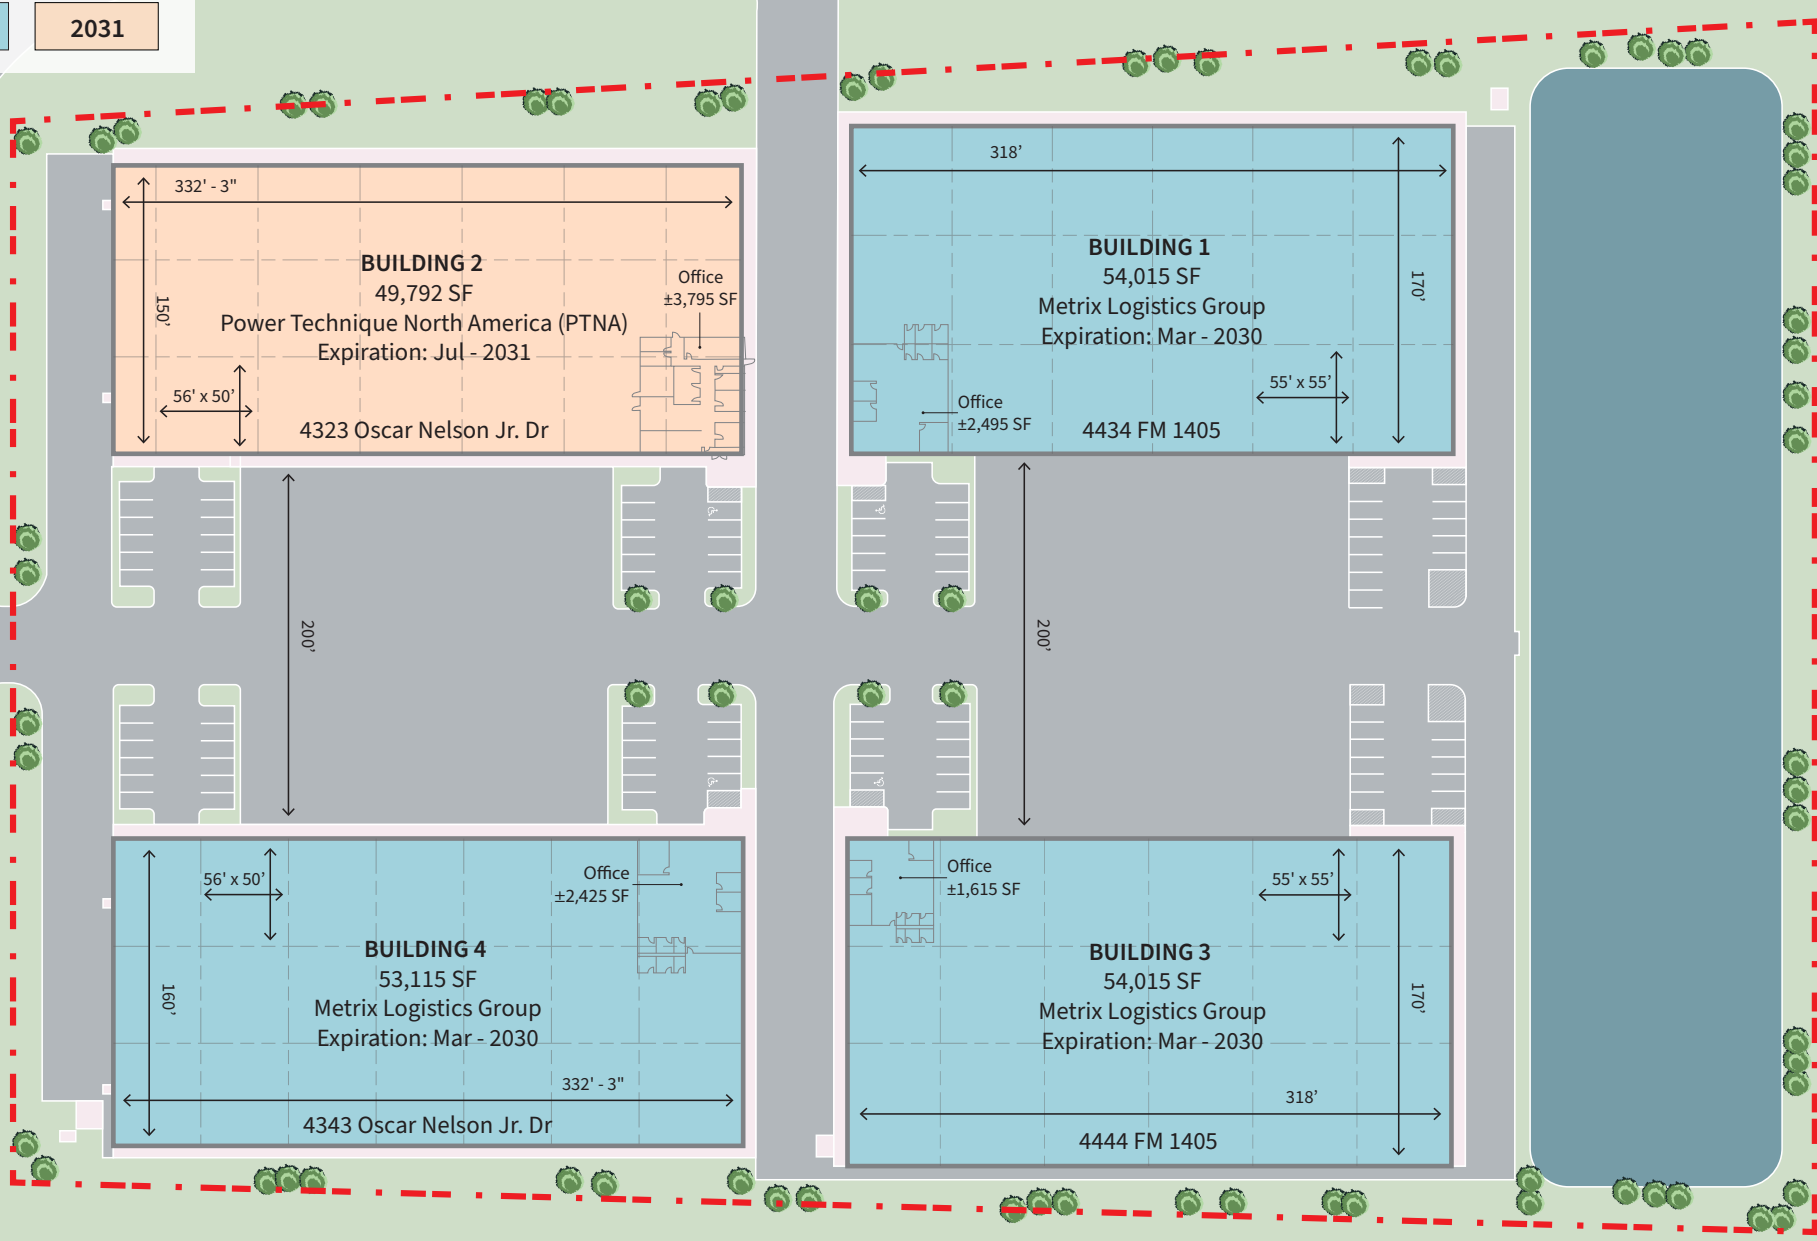 2031
332' - 3"
BUILDING 2
49,792 SF
Power Technique North America (PTNA)
Expiration: Jul - 2031
150’
Office
±3,795 SF
56' x 50’
4323 Oscar Nelson Jr. Dr
318’
BUILDING 1
54,015 SF
Metrix Logistics Group
Expiration: Mar - 2030
170’
55' x 55’
Office
±2,495 SF
4434 FM 1405
200’
200’
56' x 50’
Office
±2,425 SF
BUILDING 4
53,115 SF
Metrix Logistics Group
Expiration: Mar - 2030
160’
332' - 3"
4343 Oscar Nelson Jr. Dr
Office
±1,615 SF
55' x 55’
BUILDING 3
54,015 SF
Metrix Logistics Group
Expiration: Mar - 2030
170’
318’
4444 FM 1405